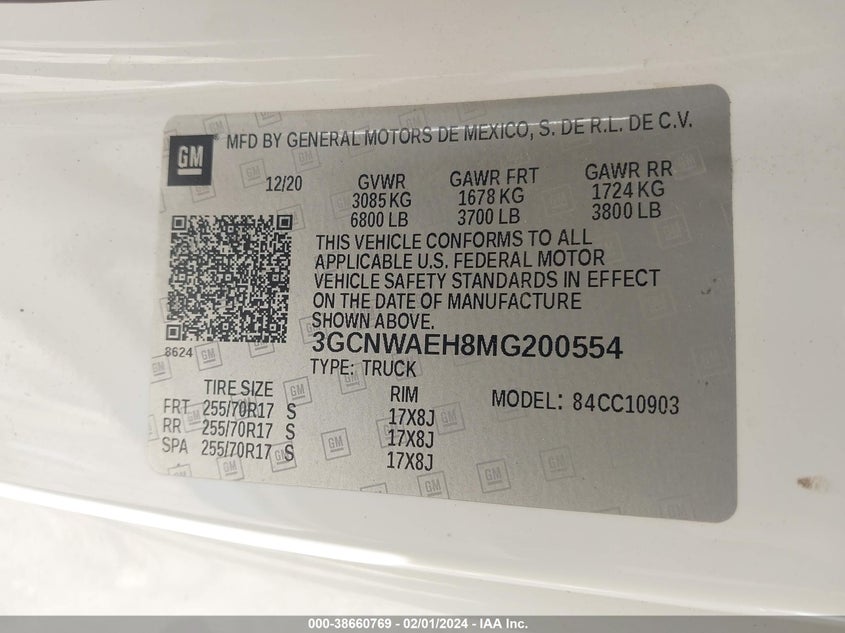 GM ® MFD BY GENERAL MOTORS DE MEXICO, S. DE R.L. DE C.V.
12/20 GVWR GAWR FRT GAWR RR
3085 KG 1678 KG 1724 KG
6800 LB 3700 LB 3800 LB
THIS VEHICLE CONFORMS TO ALL
APPLICABLE U.S. FEDERAL MOTOR
VEHICLE SAFETY STANDARDS IN EFFECT
ON THE DATE OF MANUFACTURE
SHOWN ABOVE.
8624
3GCNWAEH8MG200554
TYPE: TRUCK
TIRE SIZE RIM MODEL: 84CC10903
FRT 255/70R17 S 17X8J
RR 255/70R17 S 17X8J
SPA 255/70R17 S 17X8J
000-38660769 / 02/01/2024 - IAA Inc.